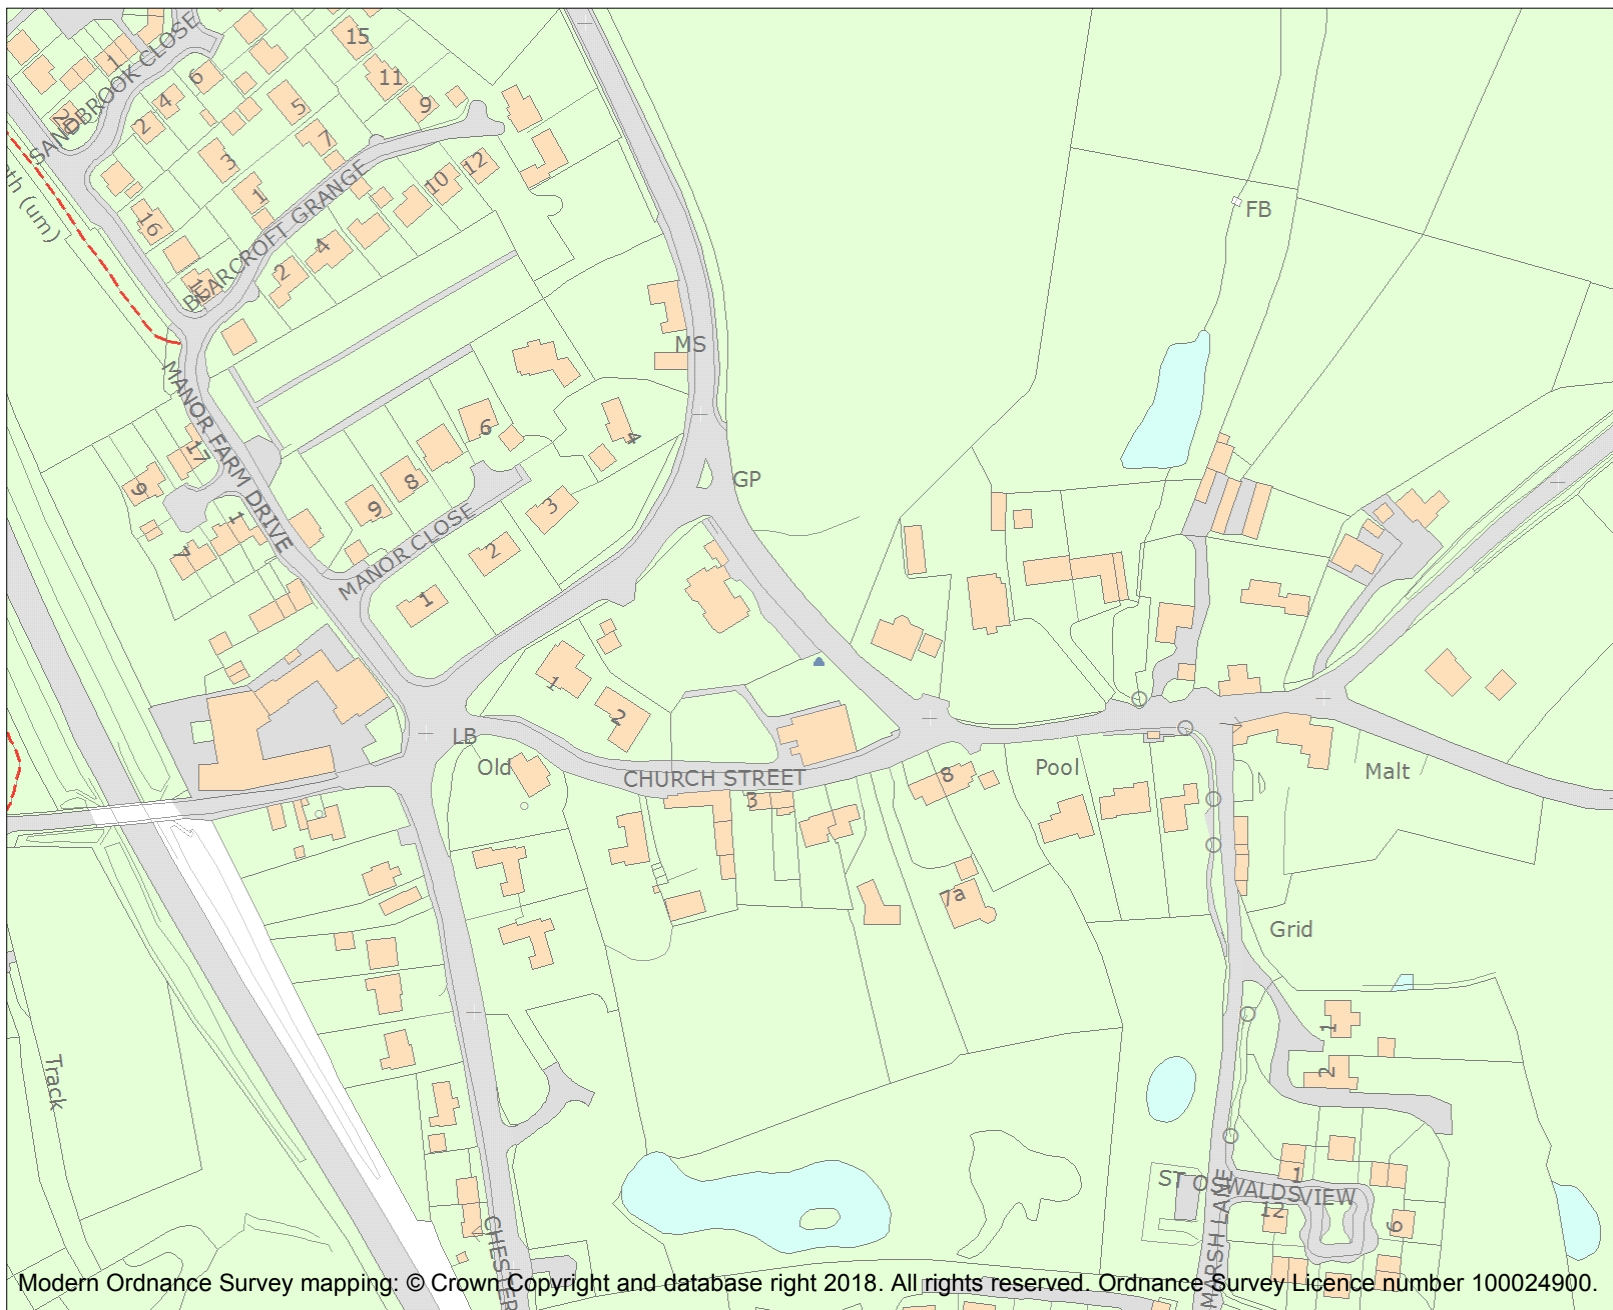 SANDBROOK CLOSE
1
20
2
4
6
15
11
9
5
7
3
1
16
BEARCROFT GRANGE
12
10
4
2
(um)
FB
MS
MANOR FARM DRIVE
17
9
1
7
6
8
9
4
3
2
1
MANOR CLOSE
GP
1
2
LB
Old
CHURCH STREET
3
8
7a
Pool
Malt
Grid
Track
1
2
ST OSWALDS VIEW
1
12
6
MARSH LANE
CHESTER
Modern Ordnance Survey mapping: © Crown Copyright and database right 2018. All rights reserved. Ordnance Survey Licence number 100024900.